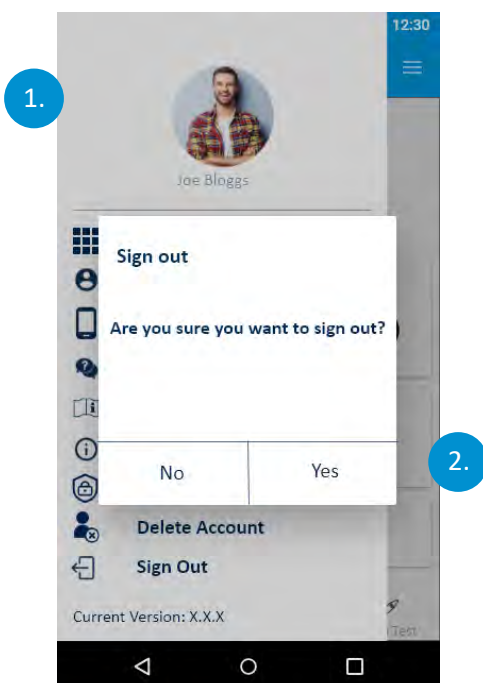 12:30
1.
Joe Bloggs
Sign out
Are you sure you want to sign out?
2.
No
Yes
Delete Account
Sign Out
Current Version: X.X.X
Test